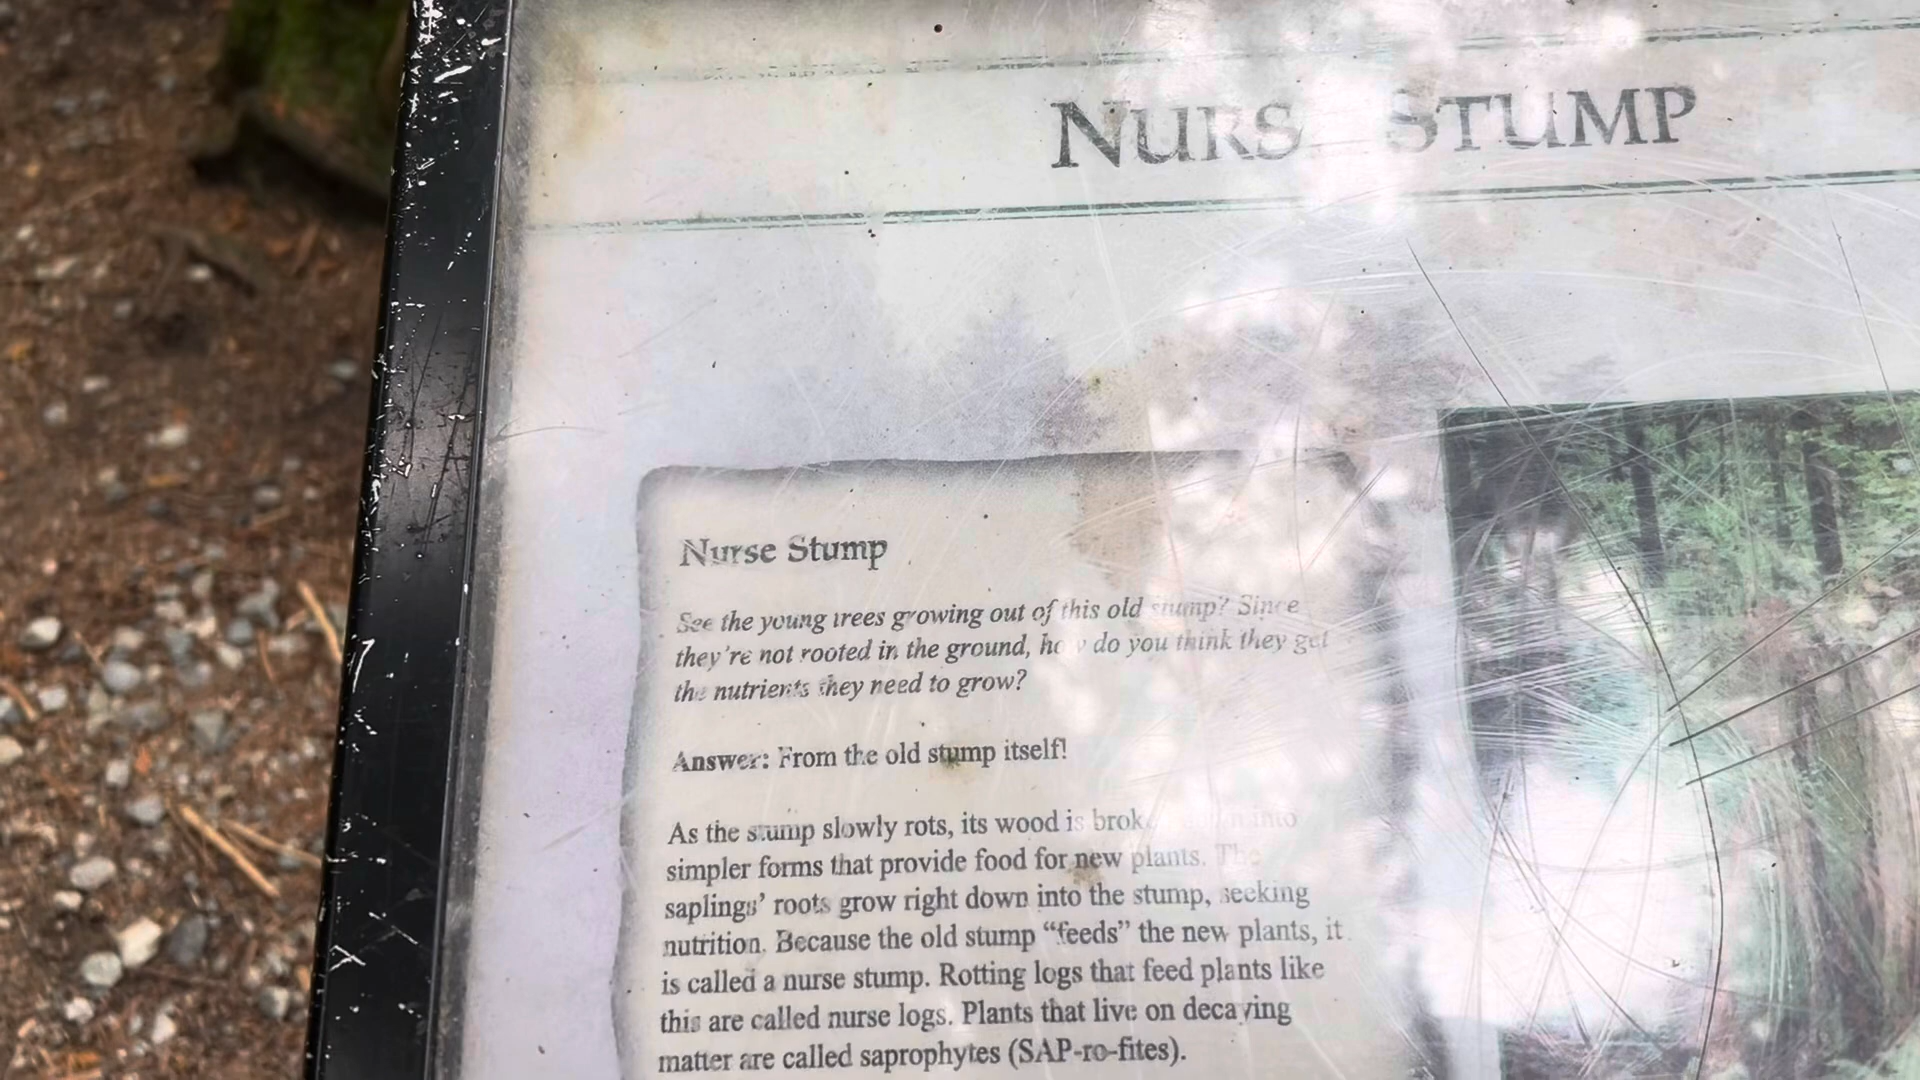 NURS STUMP
Nurse Stump
See the young trees growing out of this old stump? Since
they're not rooted in the ground, how do you think they get
the nutrients they need to grow?
Answer: From the old stump itself!
As the stump slowly rots, its wood is broken down into
simpler forms that provide food for new plants. The
saplings' roots grow right down into the stump, seeking
nutrition. Because the old stump “feeds” the new plants, it
is called a nurse stump. Rotting logs that feed plants like
this are called nurse logs. Plants that live on decaying
matter are called saprophytes (SAP-ro-fites).